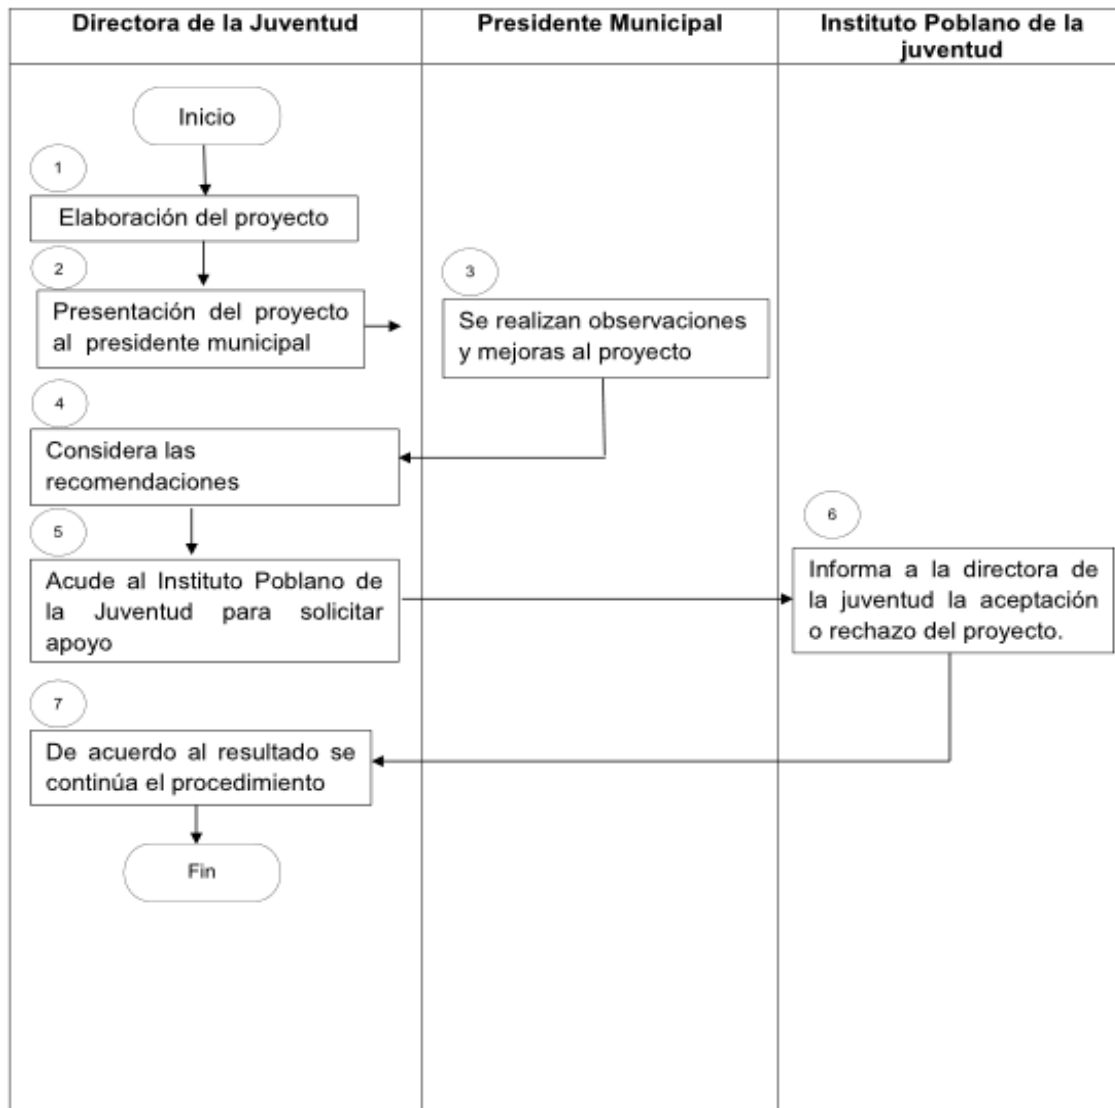 Directora de la Juventud
Presidente Municipal
Instituto Poblano de la
juventud
Inicio
1
Elaboración del proyecto
2
Presentación del proyecto
al presidente municipal
3
Se realizan observaciones
y mejoras al proyecto
4
Considera las
recomendaciones
5
Acude al Instituto Poblano de
la Juventud para solicitar
apoyo
6
Informa a la directora de
la juventud la aceptación
o rechazo del proyecto.
7
De acuerdo al resultado se
continúa el procedimiento
Fin